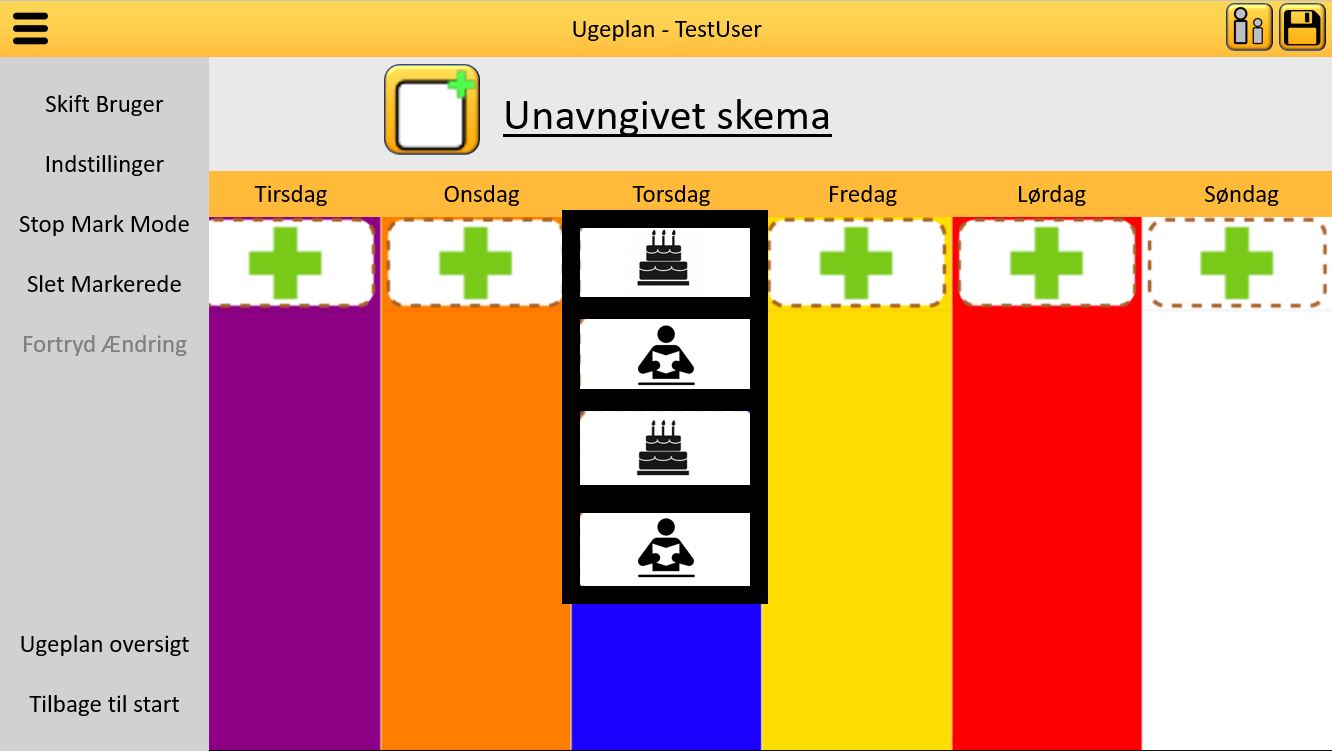 Ugeplan - TestUser
Skift Bruger
Indstillinger
Stop Mark Mode
Slet Markerede
Fortryd Ændring
Ugeplan oversigt
Tilbage til start
Unavngivet skema
Tirsdag Onsdag Torsdag Fredag Lørdag Søndag